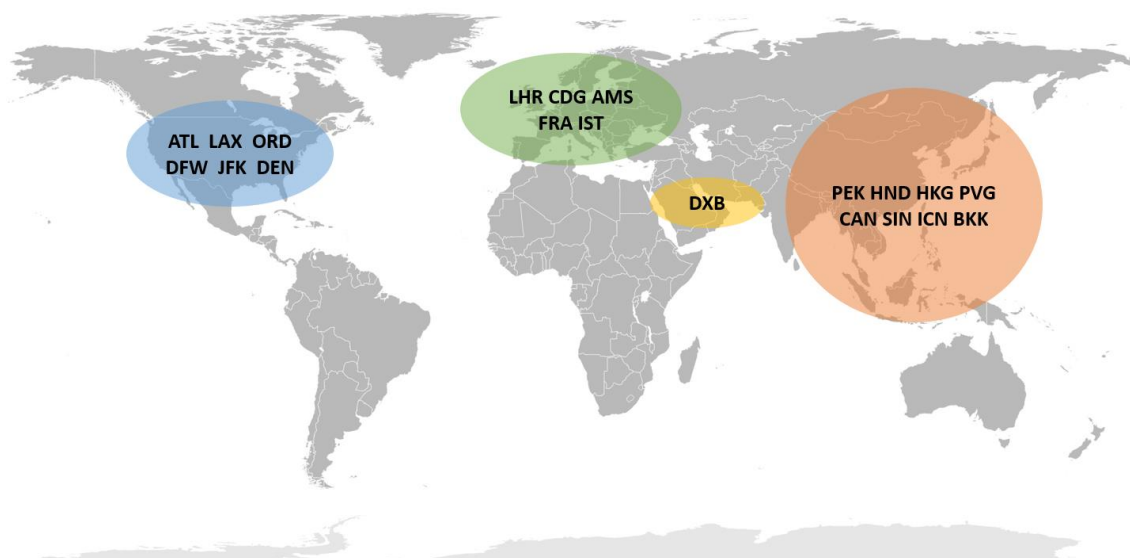 ATL LAX ORD
DFW JFK DEN
LHR CDG AMS
FRA IST
DXB
PEK HND HKG PVG
CAN SIN ICN BKK